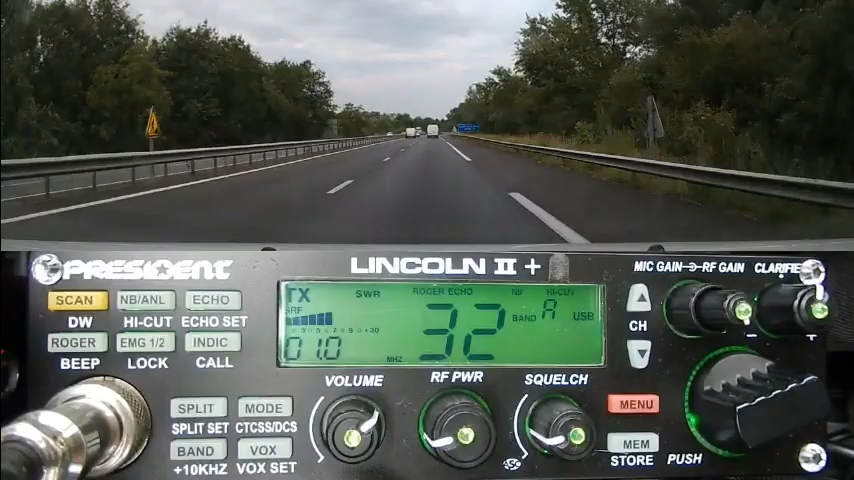 PRESIDENT
LINCOLN II +
MIC GAIN RF GAIN CLARIFIE
SCAN NB/ANL ECHO
DW HI-CUT ECHO SET
ROGER EMG 1/2 INDIC
BEEP LOCK CALL
TX SWR ROGER ECHO NB HI-CUT
RF
BAND A USB
32
01.0 MHZ
CH
VOLUME RF PWR SQUELCH
SPLIT MODE
SPLIT SET CTCSS/DCS
BAND VOX
+10KHZ VOX SET
ASC
MENU
MEM
STORE
PUSH
- +